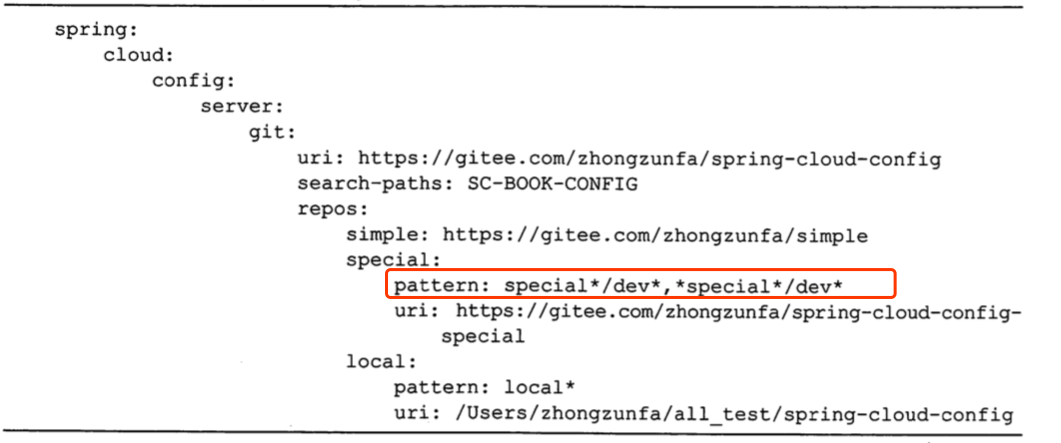 spring:
cloud:
config:
server:
git:
uri: https://gitee.com/zhongzunfa/spring-cloud-config
search-paths: SC-BOOK-CONFIG
repos:
simple: https://gitee.com/zhongzunfa/simple
special:
pattern: special*/dev*,*special*/dev*
uri: https://gitee.com/zhongzunfa/spring-cloud-config-
special
local:
pattern: local*
uri: /Users/zhongzunfa/all_test/spring-cloud-config